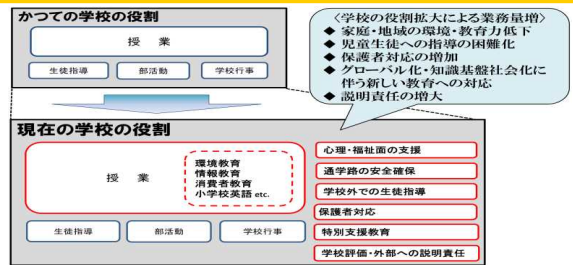 かつての学校の役割
授 業
生徒指導
部活動
学校行事
〈学校の役割拡大による業務量増〉
◆ 家庭・地域の環境・教育力低下
◆ 児童生徒への指導の困難化
◆ 保護者対応の増加
◆ グローバル化・知識基盤社会化に
伴う新しい教育への対応
◆ 説明責任の増大
現在の学校の役割
授 業
環境教育
情報教育
消費者教育
小学校英語 etc.
生徒指導
部活動
学校行事
心理・福祉面の支援
通学路の安全確保
学校外での生徒指導
保護者対応
特別支援教育
学校評価・外部への説明責任